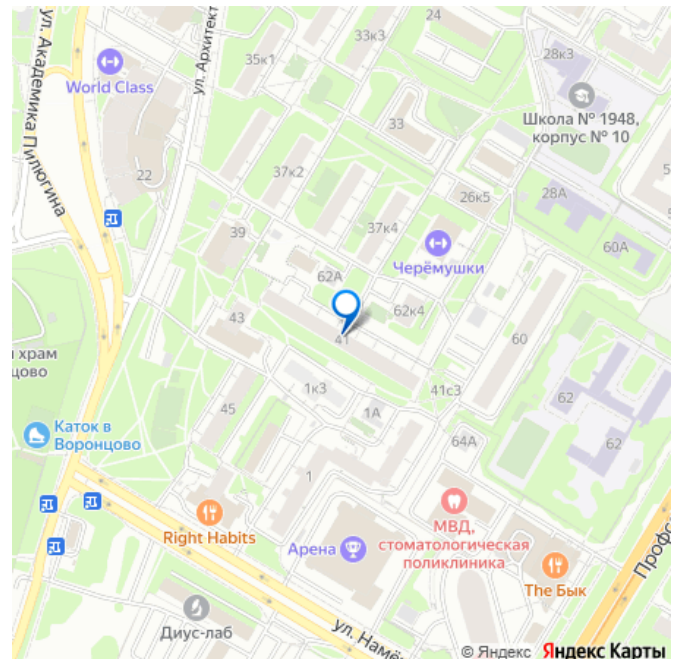 24
33к3
ул. Архитект
35к1
28к3
World Class
ул. Академика Пилюгина
Школа № 1948,
корпус № 10
33
22
37к2
26к5
28А
5
37к4
39
Черёмушки
60А
62А
62к4
43
41
60
й храм
цово
1к3
41с3
62
45
1А
Каток в
Воронцово
64А
62
1
МВД,
стоматологическая
поликлиника
Right Habits
Арена
The Бык
Профс
Диус-лаб
ул. Намё
© Яндекс Яндекс Карты